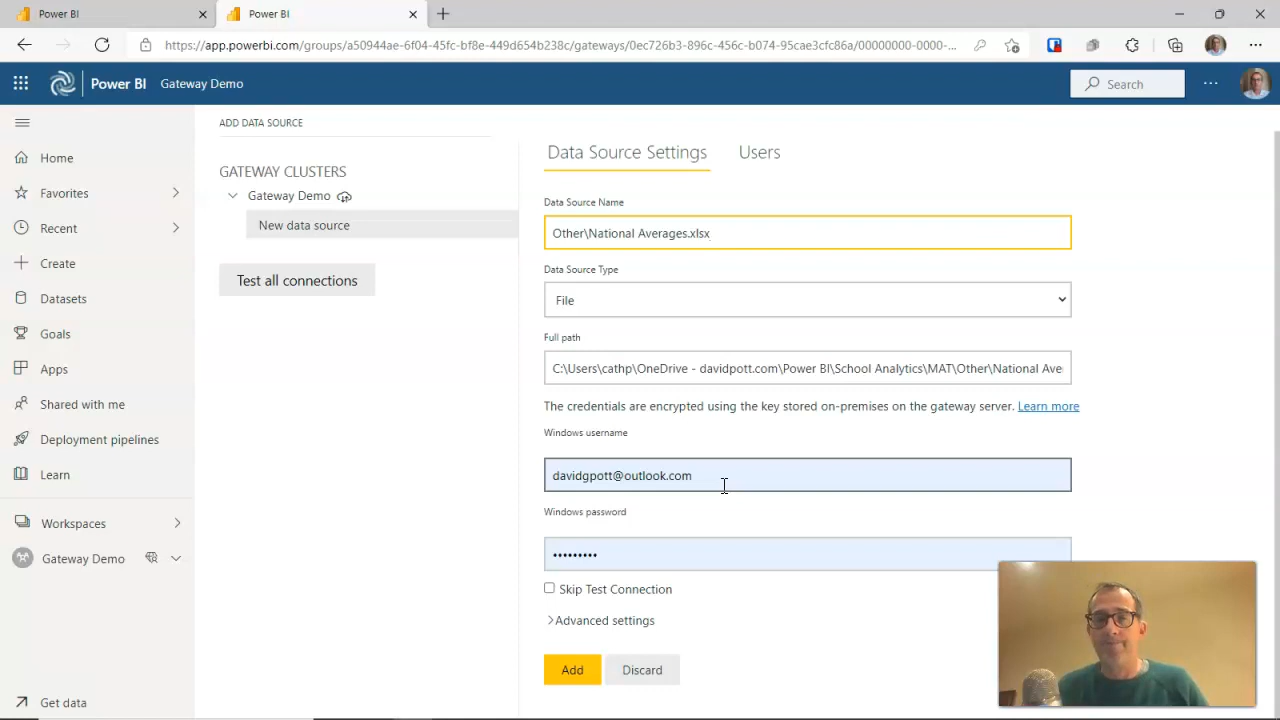 Power BI
Power BI
https://app.powerbi.com/groups/a50944ae-6f04-45fc-bf8e-449d654b238c/gateways/0ec726b3-896c-456c-b074-95cae3cfc86a/00000000-0000-...
Power BI Gateway Demo
Search
ADD DATA SOURCE
GATEWAY CLUSTERS
Gateway Demo
New data source
Test all connections
Home
Favorites
Recent
Create
Datasets
Goals
Apps
Shared with me
Deployment pipelines
Learn
Workspaces
Gateway Demo
Get data
Data Source Settings Users
Data Source Name
Other\National Averages.xlsx
Data Source Type
File
Full path
C:\Users\cathp\OneDrive - davidpott.com\Power BI\School Analytics\MAT\Other\National Ave
The credentials are encrypted using the key stored on-premises on the gateway server. Learn more
Windows username
davidgpott@outlook.com
Windows password
•••••••••
Skip Test Connection
Advanced settings
Add Discard